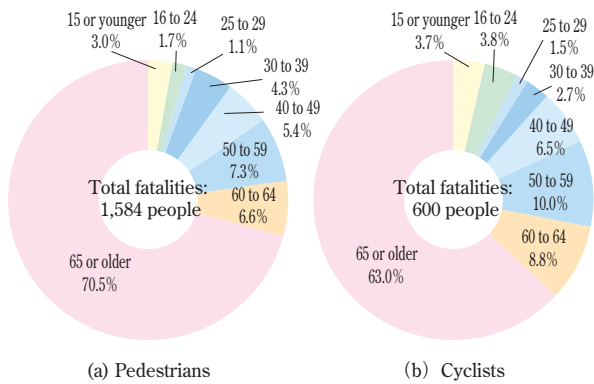 15 or younger
3.0%
16 to 24
1.7%
25 to 29
1.1%
30 to 39
4.3%
40 to 49
5.4%
50 to 59
7.3%
60 to 64
6.6%
65 or older
70.5%
Total fatalities:
1,584 people
(a) Pedestrians
15 or younger
3.7%
16 to 24
3.8%
25 to 29
1.5%
30 to 39
2.7%
40 to 49
6.5%
50 to 59
10.0%
60 to 64
8.8%
65 or older
63.0%
Total fatalities:
600 people
(b) Cyclists